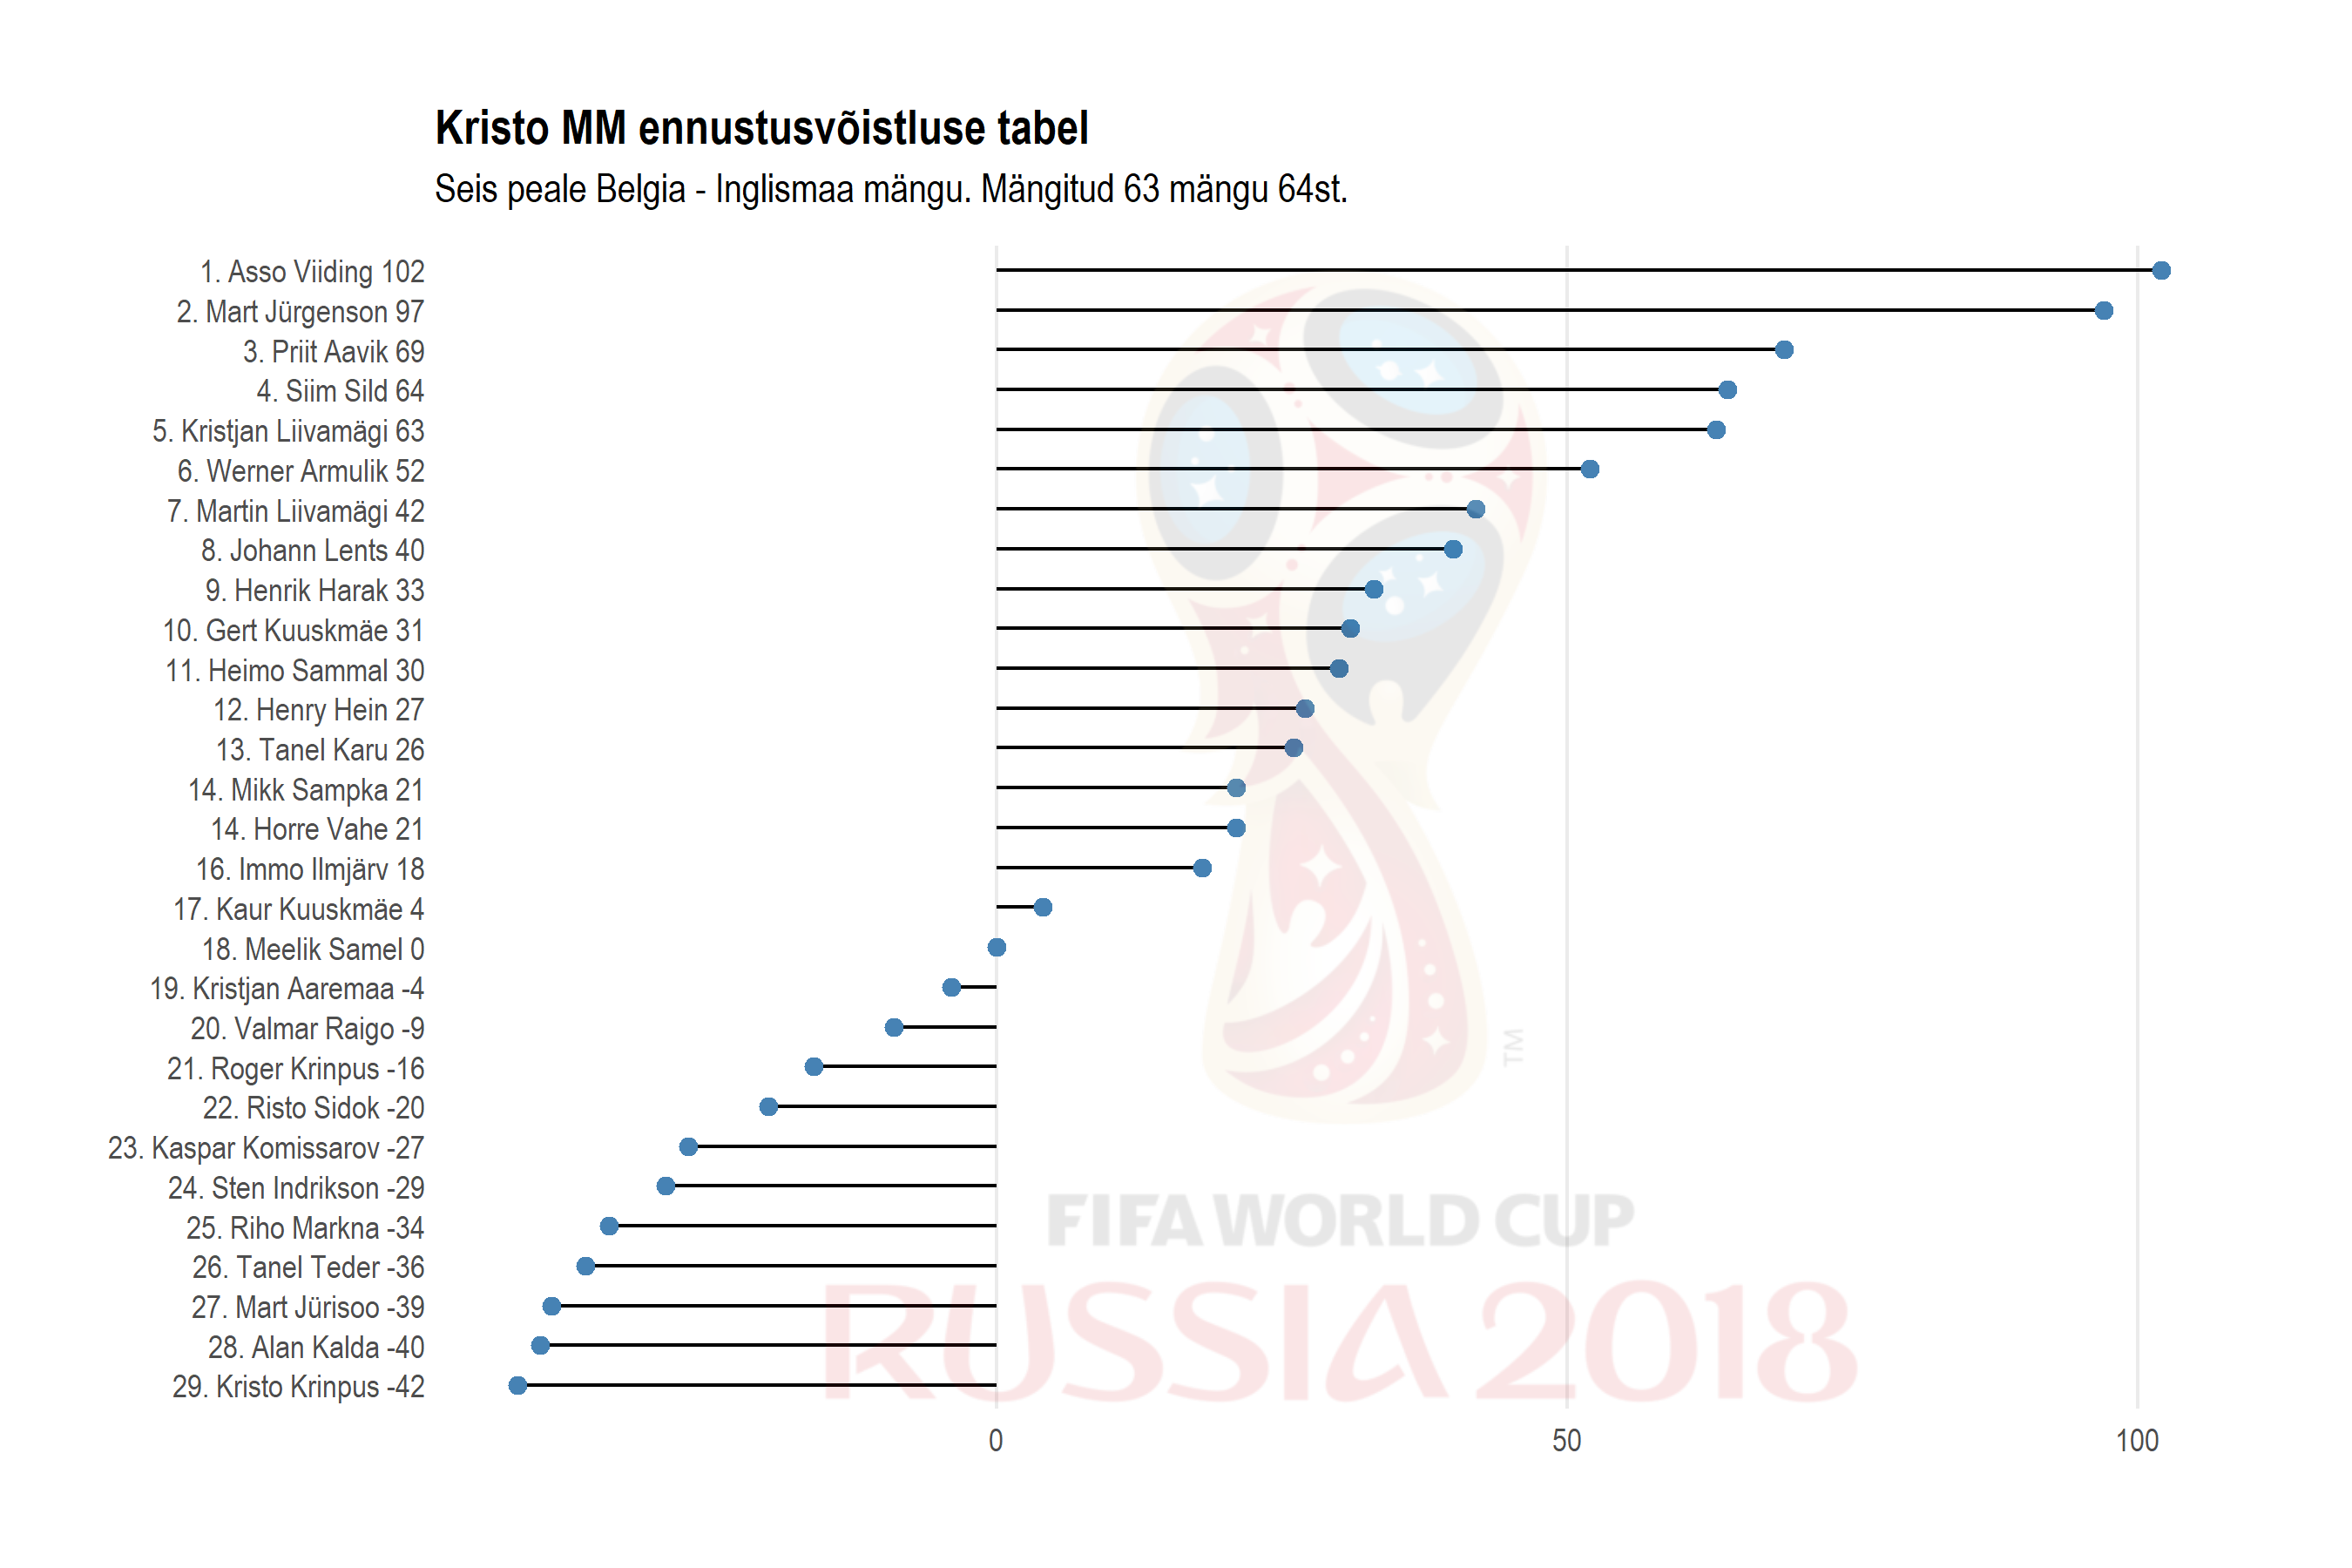 Kristo MM ennustusvõistluse tabel
Seis peale Belgia - Inglismaa mängu. Mängitud 63 mängu 64st.
1. Asso Viiding 102
2. Mart Jürgenson 97
3. Priit Aavik 69
4. Siim Sild 64
5. Kristjan Liivamägi 63
6. Werner Armulik 52
7. Martin Liivamägi 42
8. Johann Lents 40
9. Henrik Harak 33
10. Gert Kuuskmäe 31
11. Heimo Sammal 30
12. Henry Hein 27
13. Tanel Karu 26
14. Mikk Sampka 21
14. Horre Vahe 21
16. Immo Ilmjärv 18
17. Kaur Kuuskmäe 4
18. Meelik Samel 0
19. Kristjan Aaremaa -4
20. Valmar Raigo -9
21. Roger Krinpus -16
22. Risto Sidok -20
23. Kaspar Komissarov -27
24. Sten Indrikson -29
25. Riho Markna -34
26. Tanel Teder -36
27. Mart Jürisoo -39
28. Alan Kalda -40
29. Kristo Krinpus -42
TM
FIFA WORLD CUP
RUSSIA 2018
0 50 100